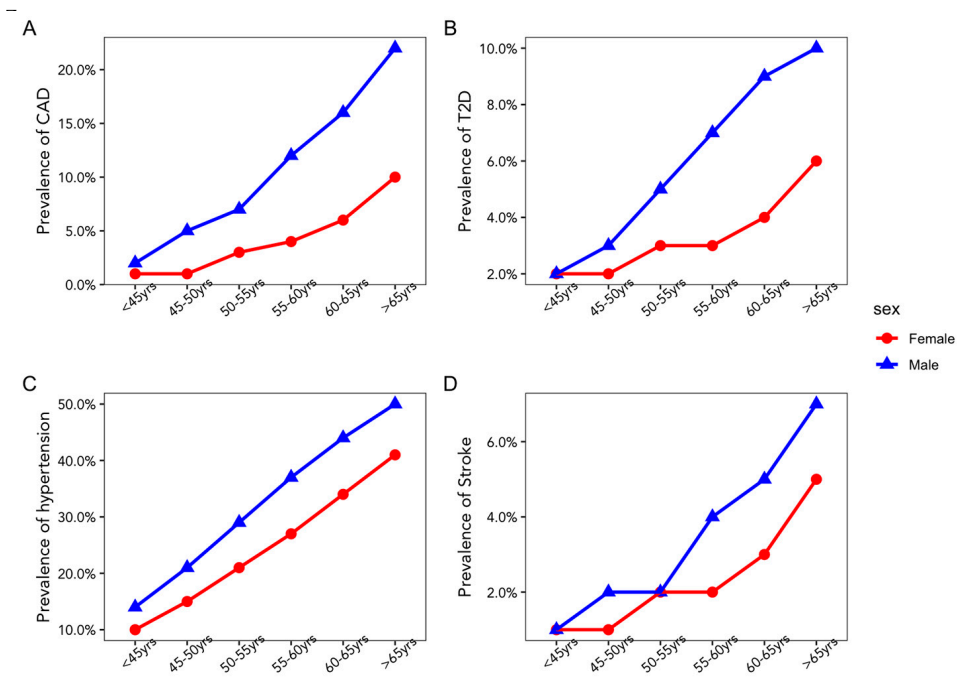 A
Prevalence of CAD
20.0%
15.0%
10.0%
5.0%
0.0%
<45yrs
45-50yrs
50-55yrs
55-60yrs
60-65yrs
>65yrs
B
Prevalence of T2D
10.0%
8.0%
6.0%
4.0%
2.0%
<45yrs
45-50yrs
50-55yrs
55-60yrs
60-65yrs
>65yrs
sex
Female
Male
C
Prevalence of hypertension
50.0%
40.0%
30.0%
20.0%
10.0%
<45yrs
45-50yrs
50-55yrs
55-60yrs
60-65yrs
>65yrs
D
Prevalence of Stroke
6.0%
4.0%
2.0%
<45yrs
45-50yrs
50-55yrs
55-60yrs
60-65yrs
>65yrs